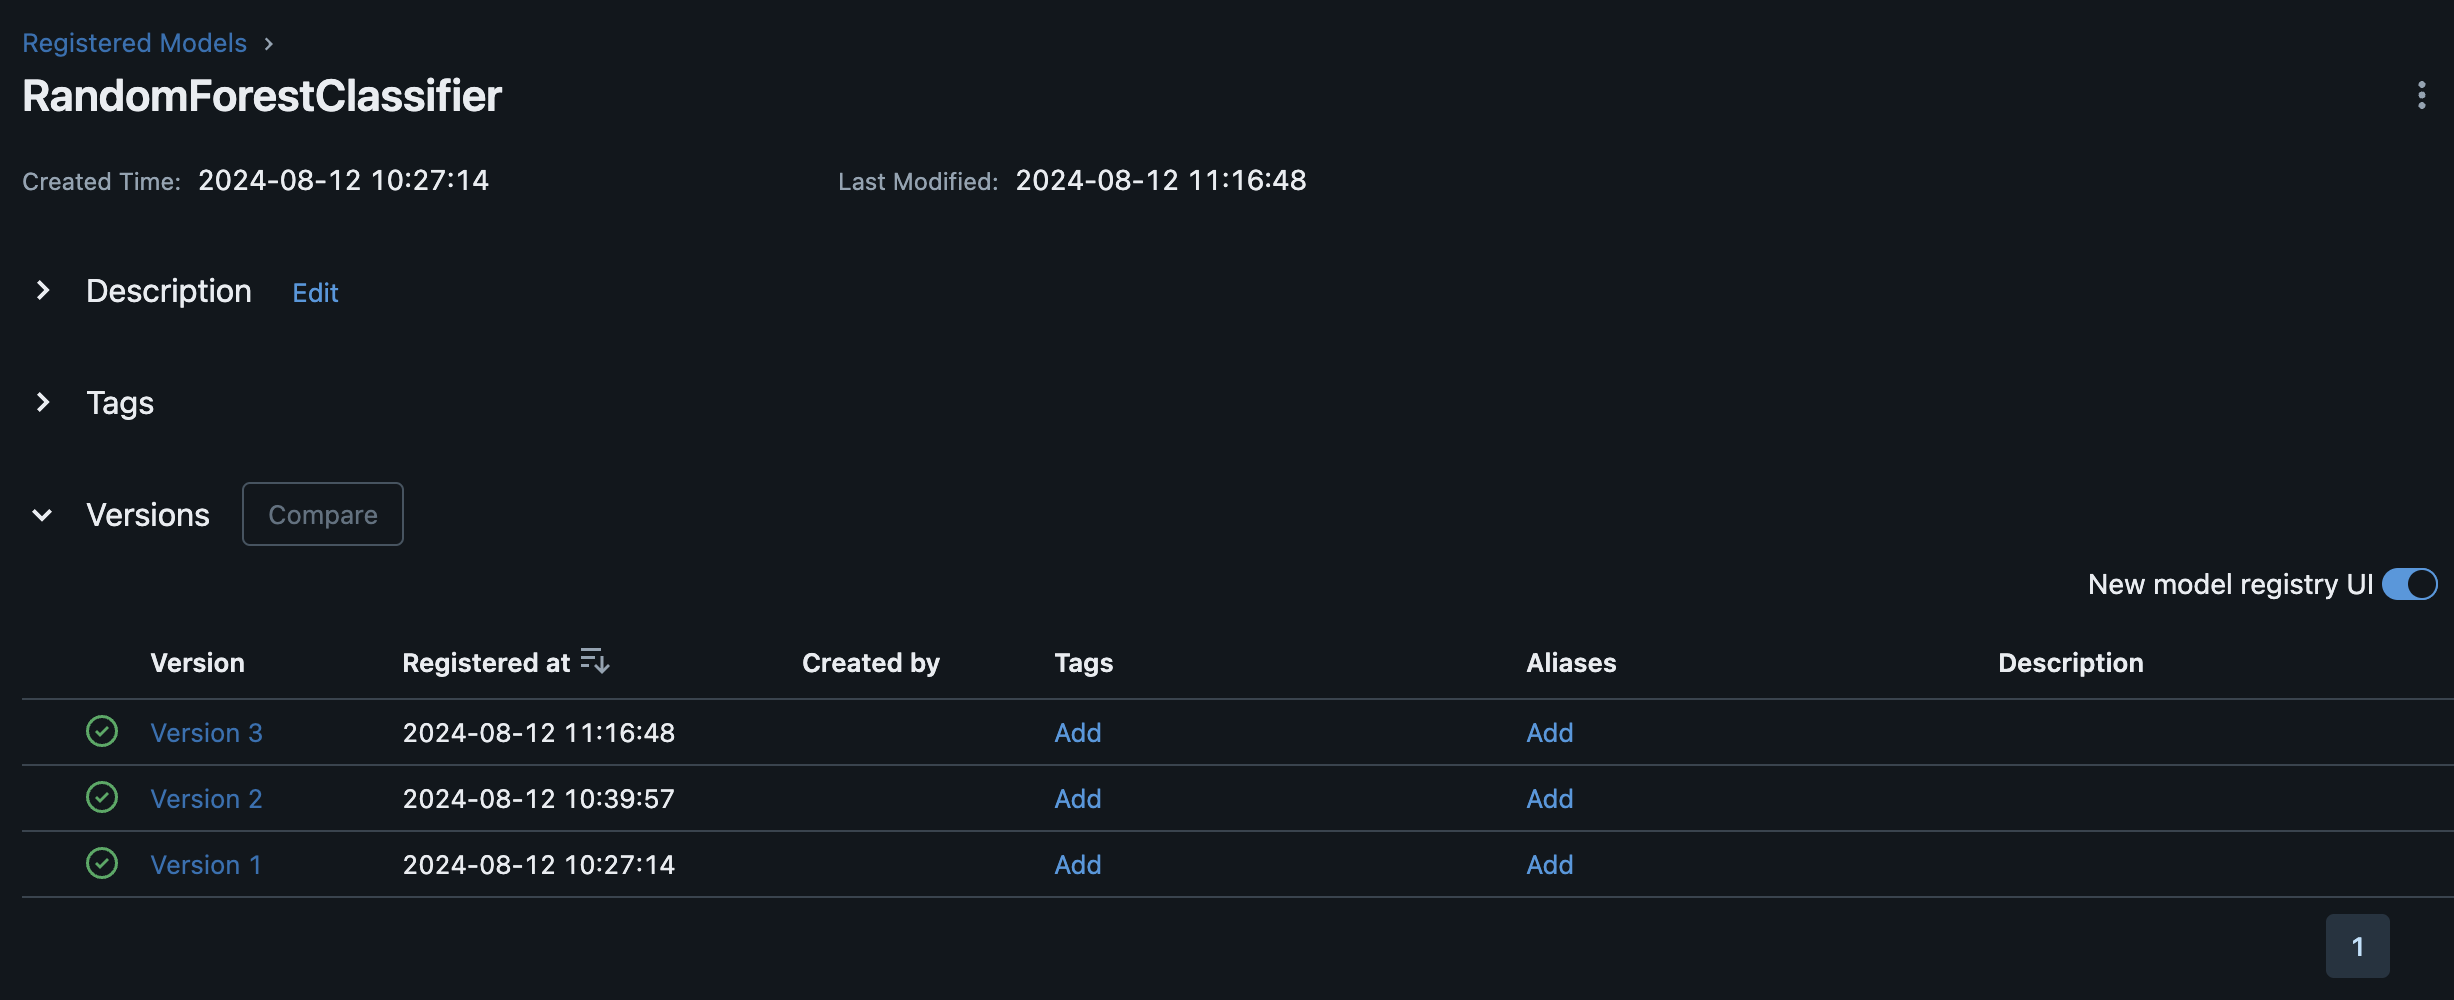 Registered Models
RandomForestClassifier
Created Time: 2024-08-12 10:27:14 Last Modified: 2024-08-12 11:16:48
Description Edit
Tags
Versions Compare
New model registry UI
Version Registered at Created by Tags Aliases Description
Version 3 2024-08-12 11:16:48 Add Add
Version 2 2024-08-12 10:39:57 Add Add
Version 1 2024-08-12 10:27:14 Add Add
1